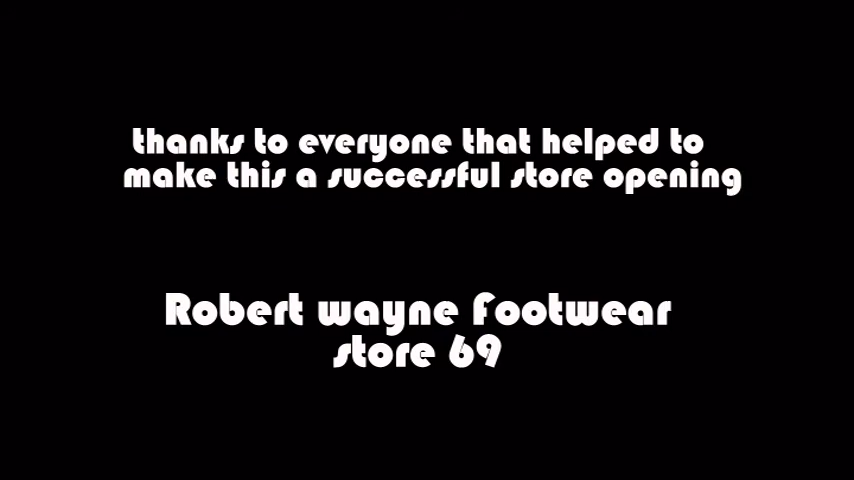 thanks to everyone that helped to
make this a successful store opening
Robert wayne Footwear
store 69